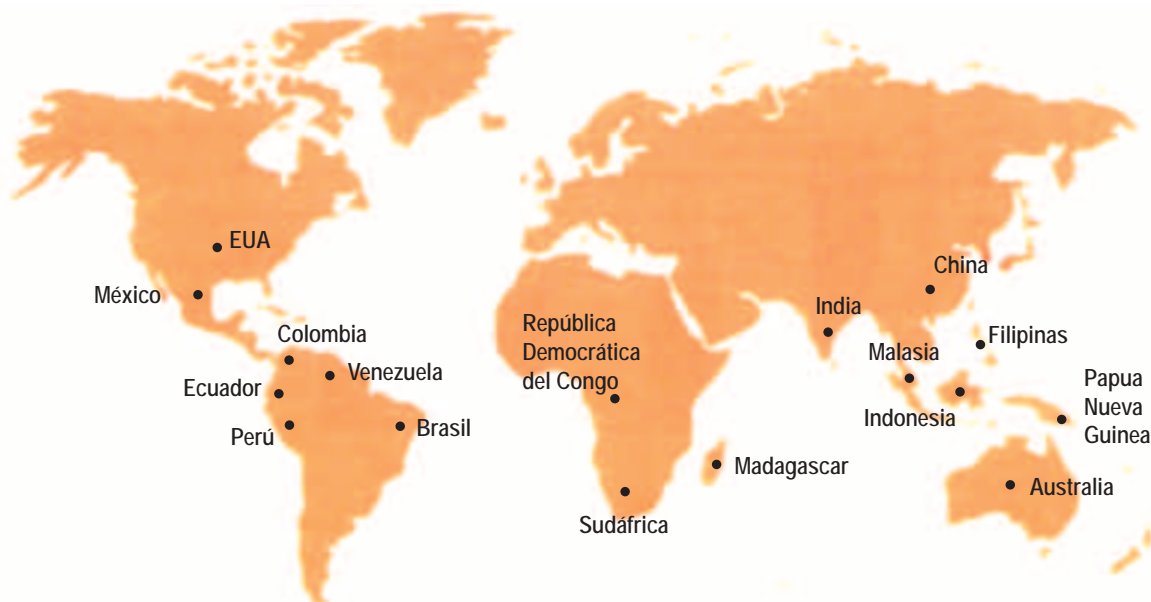 EUA
México
China
India
Filipinas
Colombia
República
Democrática
del Congo
Malasia
Venezuela
Ecuador
Papua
Nueva
Guinea
Indonesia
Perú
Brasil
Madagascar
Australia
Sudáfrica